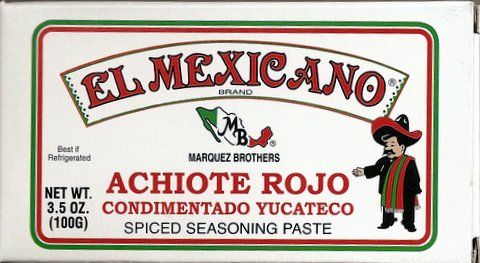 EL MEXICANO®
BRAND
MB ®
MARQUEZ BROTHERS
Best if
Refrigerated
ACHIOTE ROJO
NET WT.
3.5 OZ.
(100G)
CONDIMENTADO YUCATECO
SPICED SEASONING PASTE